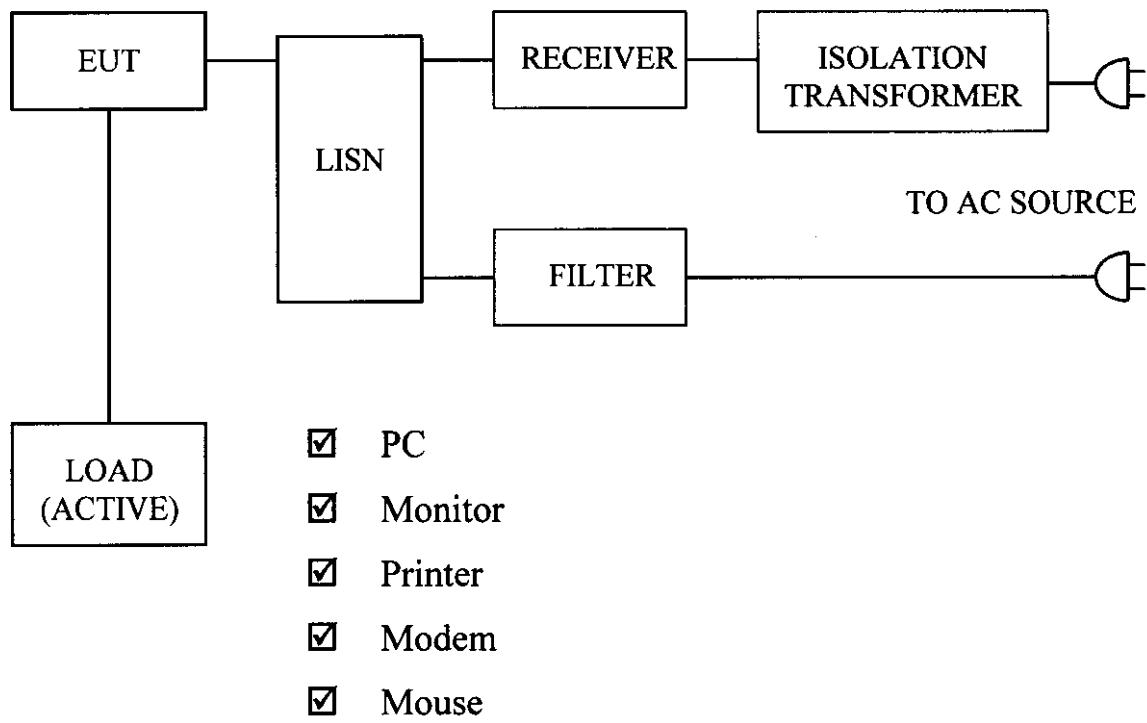 EUT
LISN
RECEIVER
ISOLATION
TRANSFORMER
TO AC SOURCE
FILTER
LOAD
(ACTIVE)
☑ PC
☑ Monitor
☑ Printer
☑ Modem
☑ Mouse